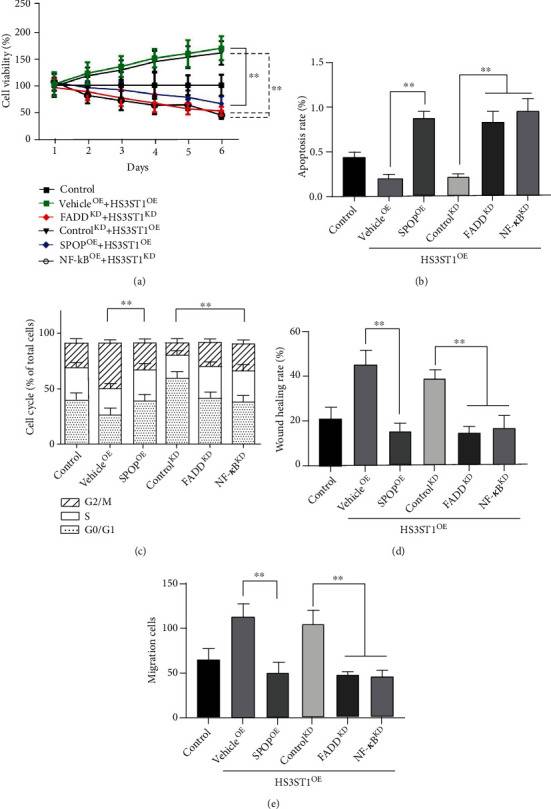 250
200
150
100
50
0
Cell viability (%)
1 2 3 4 5 6
Days
**
**
Control
Vehicle^OE+HS3ST1^OE
FADD^KD+HS3ST1^KD
Control^KD+HS3ST1^OE
SPOP^OE+HS3ST1^OE
NF-kB^OE+HS3ST1^KD
(a)
1.5
1.0
0.5
0.0
Apoptosis rate (%)
**
**
Control
Vehicle^OE
SPOP^OE
Control^KD
FADD^KD
NF-κB^KD
HS3ST1^OE
(b)
100
50
0
Cell cycle (% of total cells)
**
**
Control
Vehicle^OE
SPOP^OE
Control^KD
FADD^KD
NF-κB^KD
G2/M
S
G0/G1
(c)
60
40
20
0
Wound healing rate (%)
**
**
Control
Vehicle^OE
SPOP^OE
Control^KD
FADD^KD
NF-κB^KD
HS3ST1^OE
(d)
150
100
50
0
Migration cells
**
**
Control
Vehicle^OE
SPOP^OE
Control^KD
FADD^KD
NF-κB^KD
HS3ST1^OE
(e)